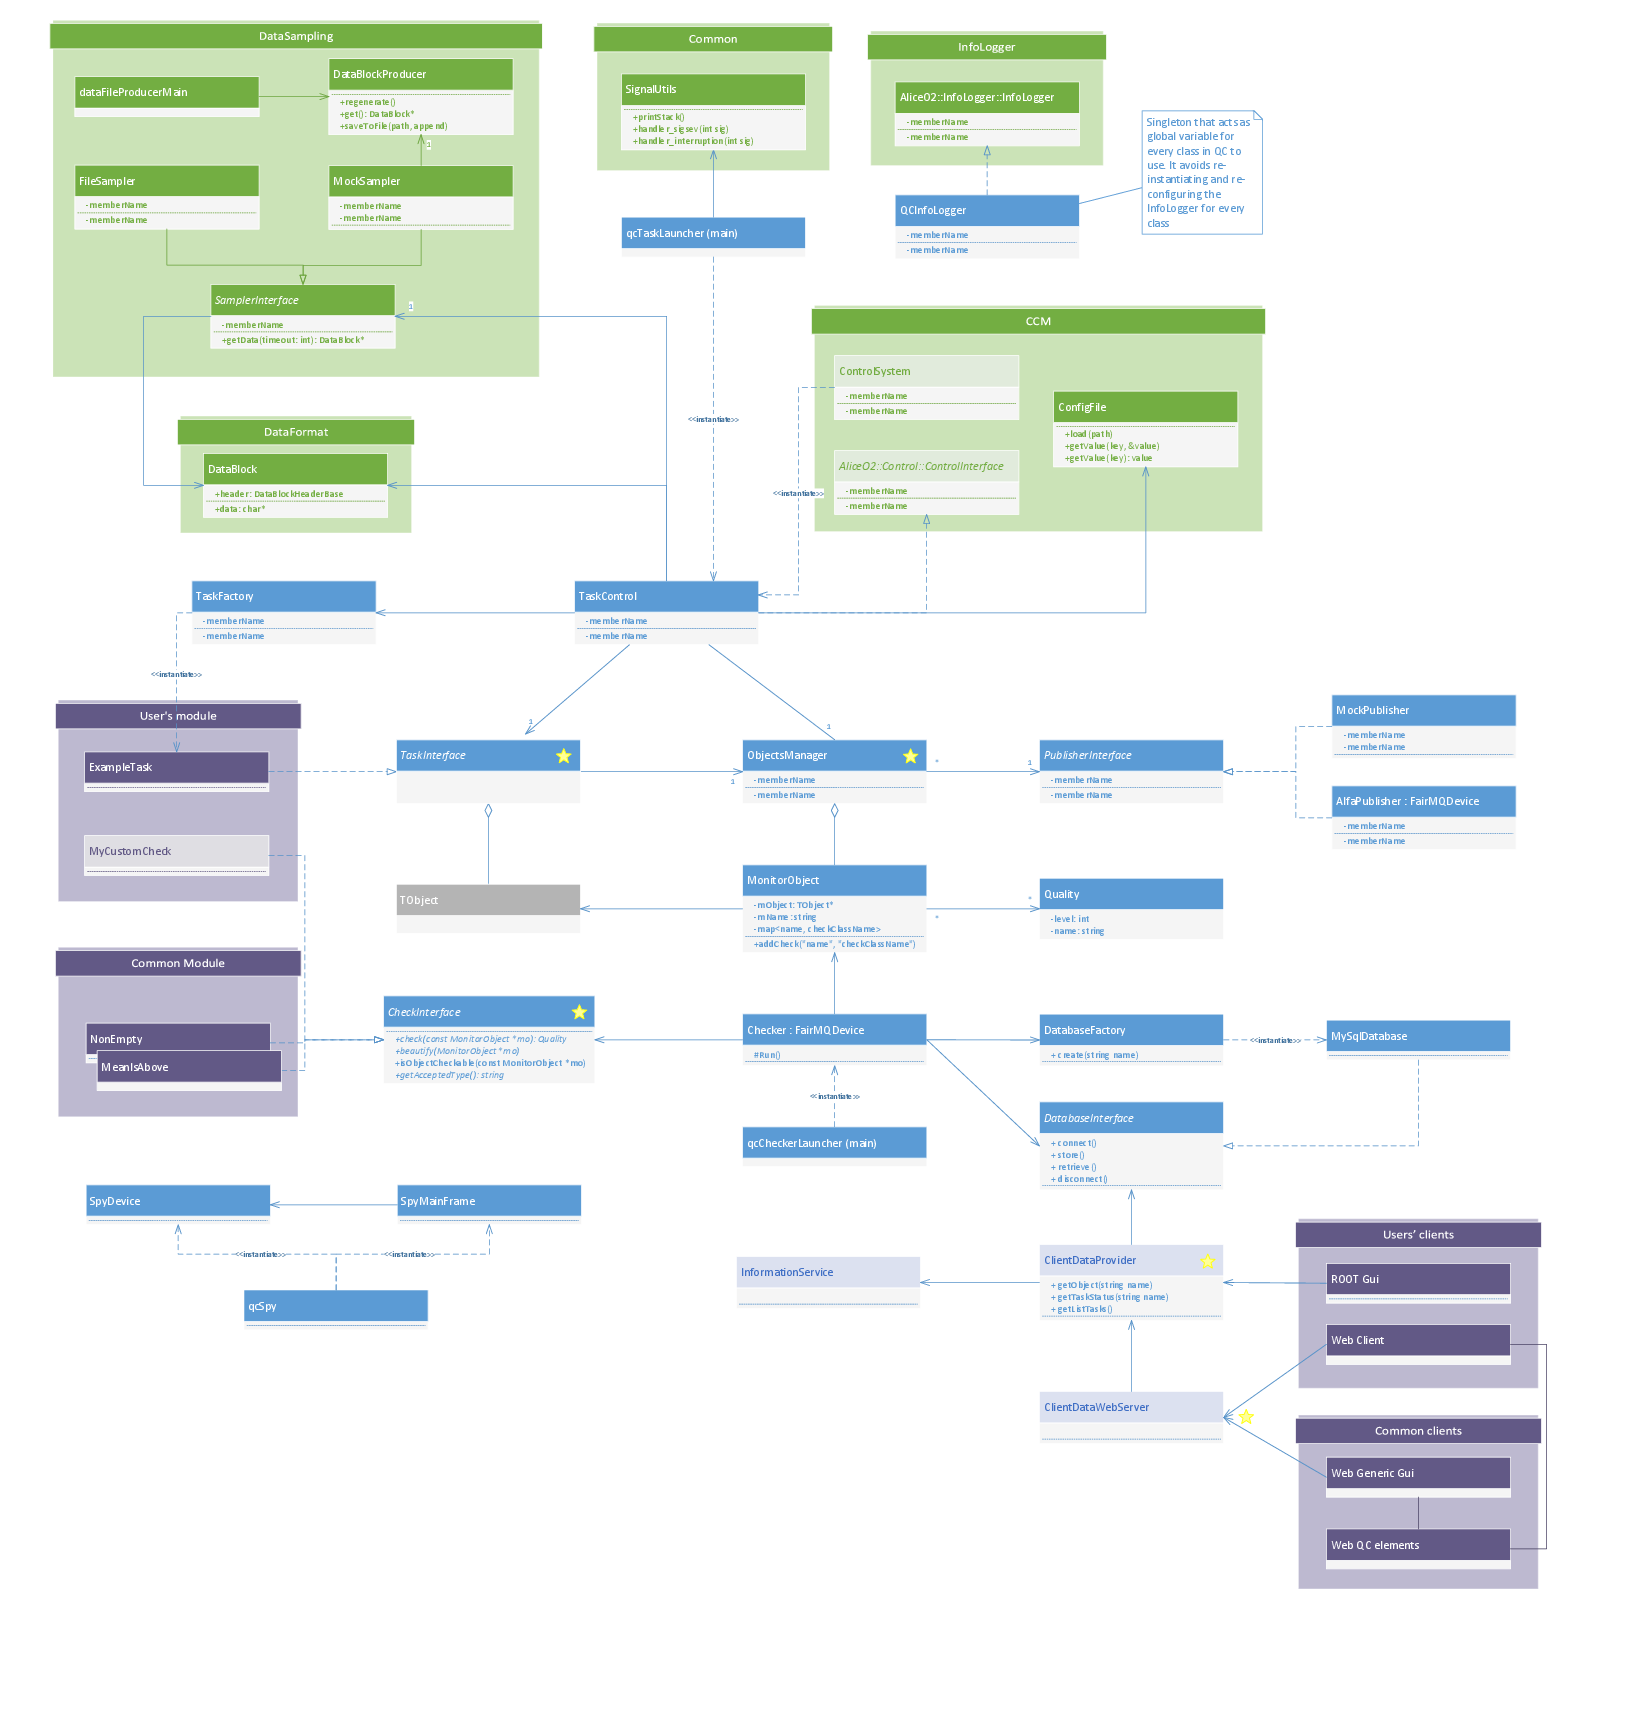 DataSampling
dataFileProducerMain
DataBlockProducer
+regenerate()
+get(): DataBlock*
+saveToFile(path, append)
1
FileSampler
-memberName
-memberName
MockSampler
-memberName
-memberName
SamplerInterface
-memberName
+getData(timeout: int): DataBlock*
1
Common
SignalUtils
+printStack()
+handler_sigsev(int sig)
+handler_interruption(int sig)
qcTaskLauncher (main)
InfoLogger
AliceO2::InfoLogger::InfoLogger
-memberName
-memberName
QCInfoLogger
-memberName
-memberName
Singleton that acts as
global variable for
every class in QC to
use. It avoids re-
instantiating and re-
configuring the
InfoLogger for every
class
CCM
ControlSystem
-memberName
-memberName
AliceO2::Control::ControlInterface
-memberName
-memberName
ConfigFile
+load(path)
+getValue(key, &value)
+getValue(key): value
<<instantiate>>
<<instantiate>>
DataFormat
DataBlock
+header: DataBlockHeaderBase
+data: char*
TaskFactory
-memberName
-memberName
TaskControl
-memberName
-memberName
<<instantiate>>
User's module
ExampleTask
MyCustomCheck
1
TaskInterface
1
1
ObjectsManager
-memberName
-memberName
*
1
PublisherInterface
-memberName
-memberName
MockPublisher
-memberName
-memberName
AlfaPublisher : FairMQDevice
-memberName
-memberName
TObject
MonitorObject
-mObject: TObject*
-mName: string
-map<name, checkClassName>
+addCheck("name", "checkClassName")
*
*
Quality
-level: int
-name: string
Common Module
NonEmpty
MeanIsAbove
CheckInterface
+check(const MonitorObject *mo): Quality
+beautify(MonitorObject *mo)
+isObjectCheckable(const MonitorObject *mo)
+getAcceptedType(): string
Checker : FairMQDevice
#Run()
<<instantiate>>
qcCheckerLauncher (main)
DatabaseFactory
+ create(string name)
<<instantiate>>
MySqlDatabase
DatabaseInterface
+ connect()
+ store()
+ retrieve()
+ disconnect()
SpyDevice
SpyMainFrame
<<instantiate>>
<<instantiate>>
qcSpy
InformationService
ClientDataProvider
+ getObject(string name)
+ getTaskStatus(string name)
+ getListTasks()
ClientDataWebServer
Users' clients
ROOT Gui
Web Client
Common clients
Web Generic Gui
Web QC elements